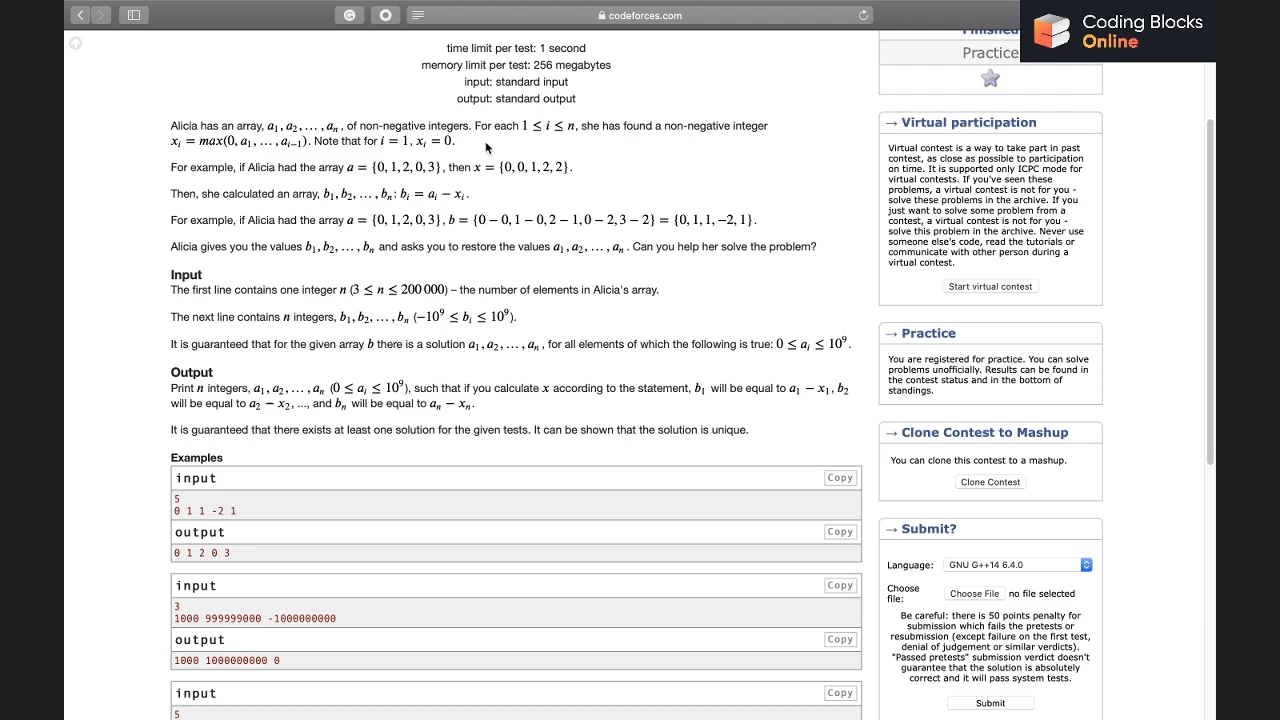 codeforces.com
Coding Blocks
Online
time limit per test: 1 second
memory limit per test: 256 megabytes
input: standard input
output: standard output
Alicia has an array, a₁, a₂, … , aₙ, of non-negative integers. For each 1 ≤ i ≤ n, she has found a non-negative integer
xᵢ = max(0, a₁, … , aᵢ₋₁). Note that for i = 1, xᵢ = 0.
For example, if Alicia had the array a = {0, 1, 2, 0, 3}, then x = {0, 0, 1, 2, 2}.
Then, she calculated an array, b₁, b₂, … , bₙ: bᵢ = aᵢ − xᵢ.
For example, if Alicia had the array a = {0, 1, 2, 0, 3}, b = {0 − 0, 1 − 0, 2 − 1, 0 − 2, 3 − 2} = {0, 1, 1, −2, 1}.
Alicia gives you the values b₁, b₂, … , bₙ and asks you to restore the values a₁, a₂, … , aₙ. Can you help her solve the problem?
Input
The first line contains one integer n (3 ≤ n ≤ 200 000) – the number of elements in Alicia's array.
The next line contains n integers, b₁, b₂, … , bₙ (−10⁹ ≤ bᵢ ≤ 10⁹).
It is guaranteed that for the given array b there is a solution a₁, a₂, … , aₙ, for all elements of which the following is true: 0 ≤ aᵢ ≤ 10⁹.
Output
Print n integers, a₁, a₂, … , aₙ (0 ≤ aᵢ ≤ 10⁹), such that if you calculate x according to the statement, b₁ will be equal to a₁ − x₁, b₂
will be equal to a₂ − x₂, ..., and bₙ will be equal to aₙ − xₙ.
It is guaranteed that there exists at least one solution for the given tests. It can be shown that the solution is unique.
Examples
input
Copy
5
0 1 1 -2 1
output
Copy
0 1 2 0 3
input
Copy
3
1000 999999000 -1000000000
output
Copy
1000 1000000000 0
input
Copy
5
Finished
Practice
→ Virtual participation
Virtual contest is a way to take part in past
contest, as close as possible to participation
on time. It is supported only ICPC mode for
virtual contests. If you've seen these
problems, a virtual contest is not for you -
solve these problems in the archive. If you
just want to solve some problem from a
contest, a virtual contest is not for you -
solve this problem in the archive. Never use
someone else's code, read the tutorials or
communicate with other person during a
virtual contest.
Start virtual contest
→ Practice
You are registered for practice. You can solve
problems unofficially. Results can be found in
the contest status and in the bottom of
standings.
→ Clone Contest to Mashup
You can clone this contest to a mashup.
Clone Contest
→ Submit?
Language: GNU G++14 6.4.0
Choose
file: Choose File no file selected
Be careful: there is 50 points penalty for
submission which fails the pretests or
resubmission (except failure on the first test,
denial of judgement or similar verdicts).
"Passed pretests" submission verdict doesn't
guarantee that the solution is absolutely
correct and it will pass system tests.
Submit